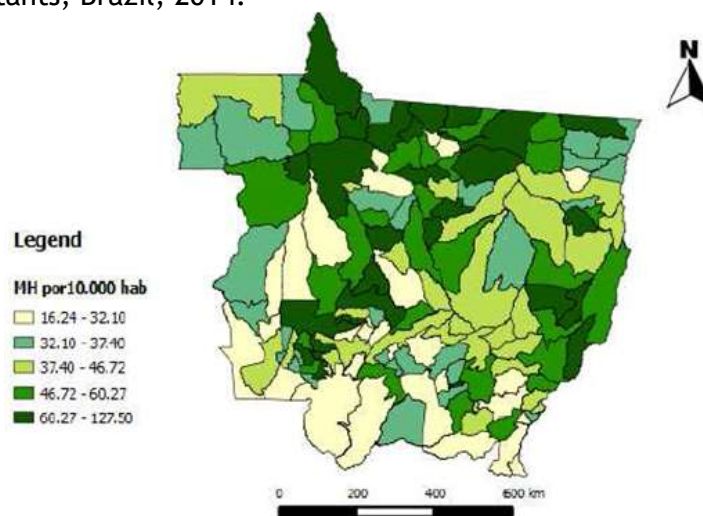 Brazil, 2014.
N
Legend
MH por10.000 hab
16.24 - 32.10
32.10 - 37.40
37.40 - 46.72
46.72 - 60.27
60.27 - 127.50
0 200 400 600 km